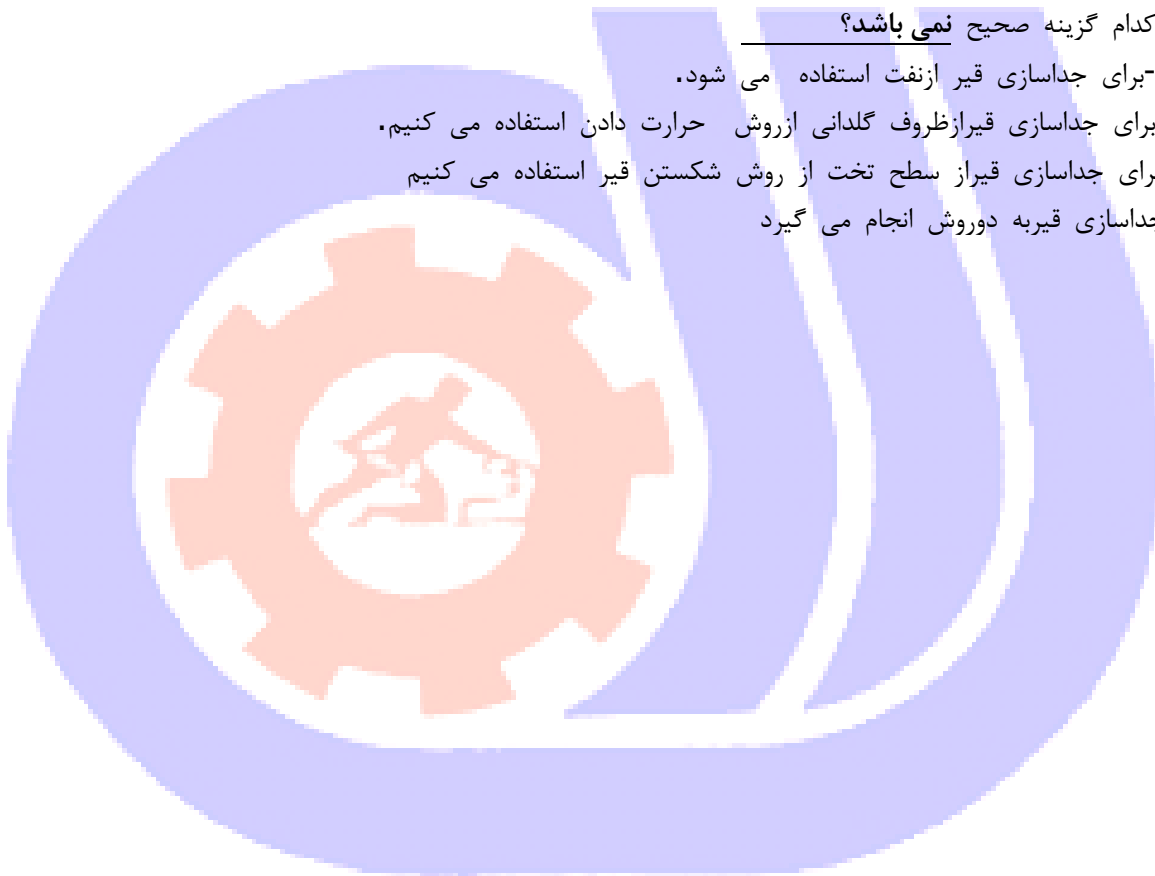 کدام گزینه صحیح نمی باشد؟
-برای جداسازی قیر ازنفت استفاده می شود.
برای جداسازی قیرازظروف گلدانی ازروش حرارت دادن استفاده می کنیم.
برای جداسازی قیراز سطح تخت از روش شکستن قیر استفاده می کنیم
جداسازی قیربه دوروش انجام می گیرد